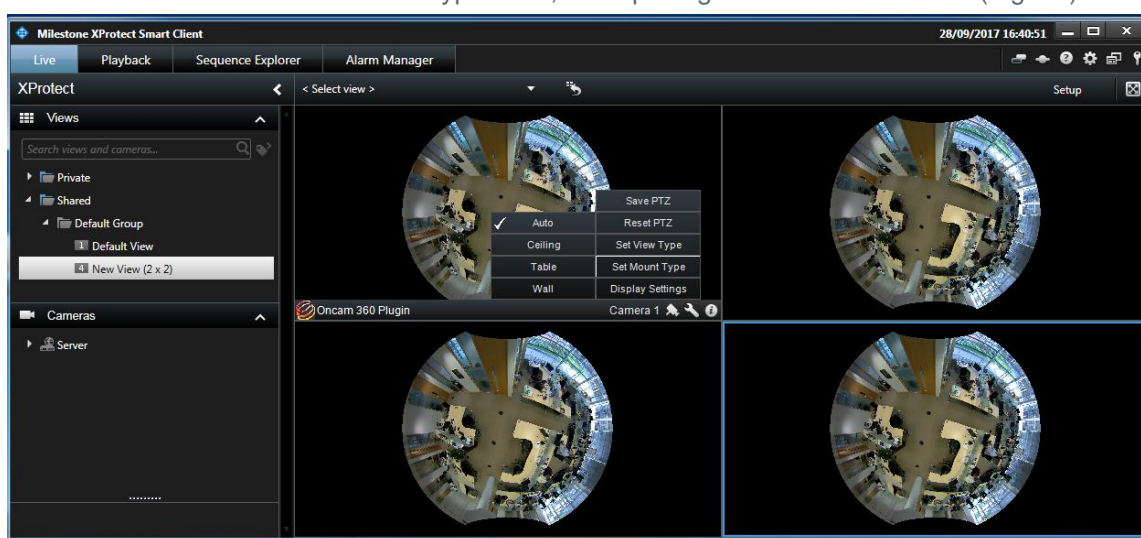 Milestone XProtect Smart Client 28/09/2017 16:40:51
Live Playback Sequence Explorer Alarm Manager
XProtect < Select view > Setup
Views
Search views and cameras...
Private
Shared
Default Group
1 Default View
4 New View (2 x 2)
Cameras
Server
Save PTZ
Auto Reset PTZ
Ceiling Set View Type
Table Set Mount Type
Wall Display Settings
Oncam 360 Plugin Camera 1